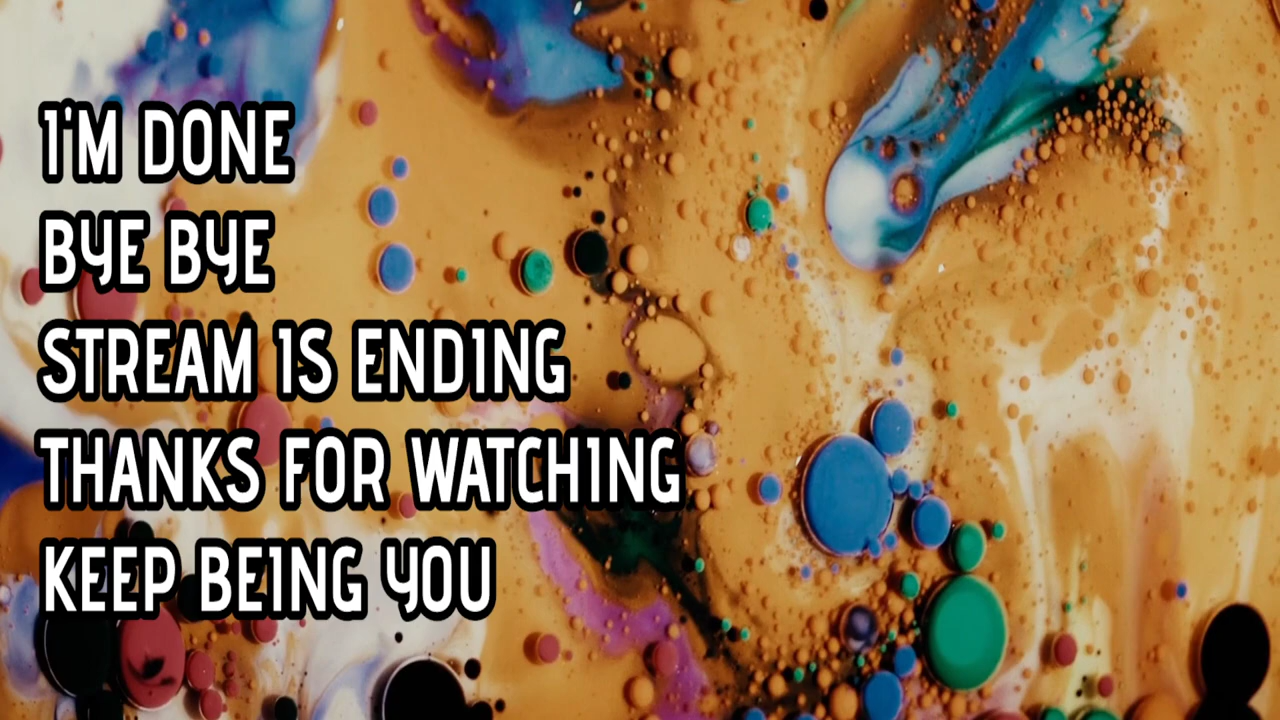 I'M DONE
BYE BYE
STREAM IS ENDING
THANKS FOR WATCHING
KEEP BEING YOU